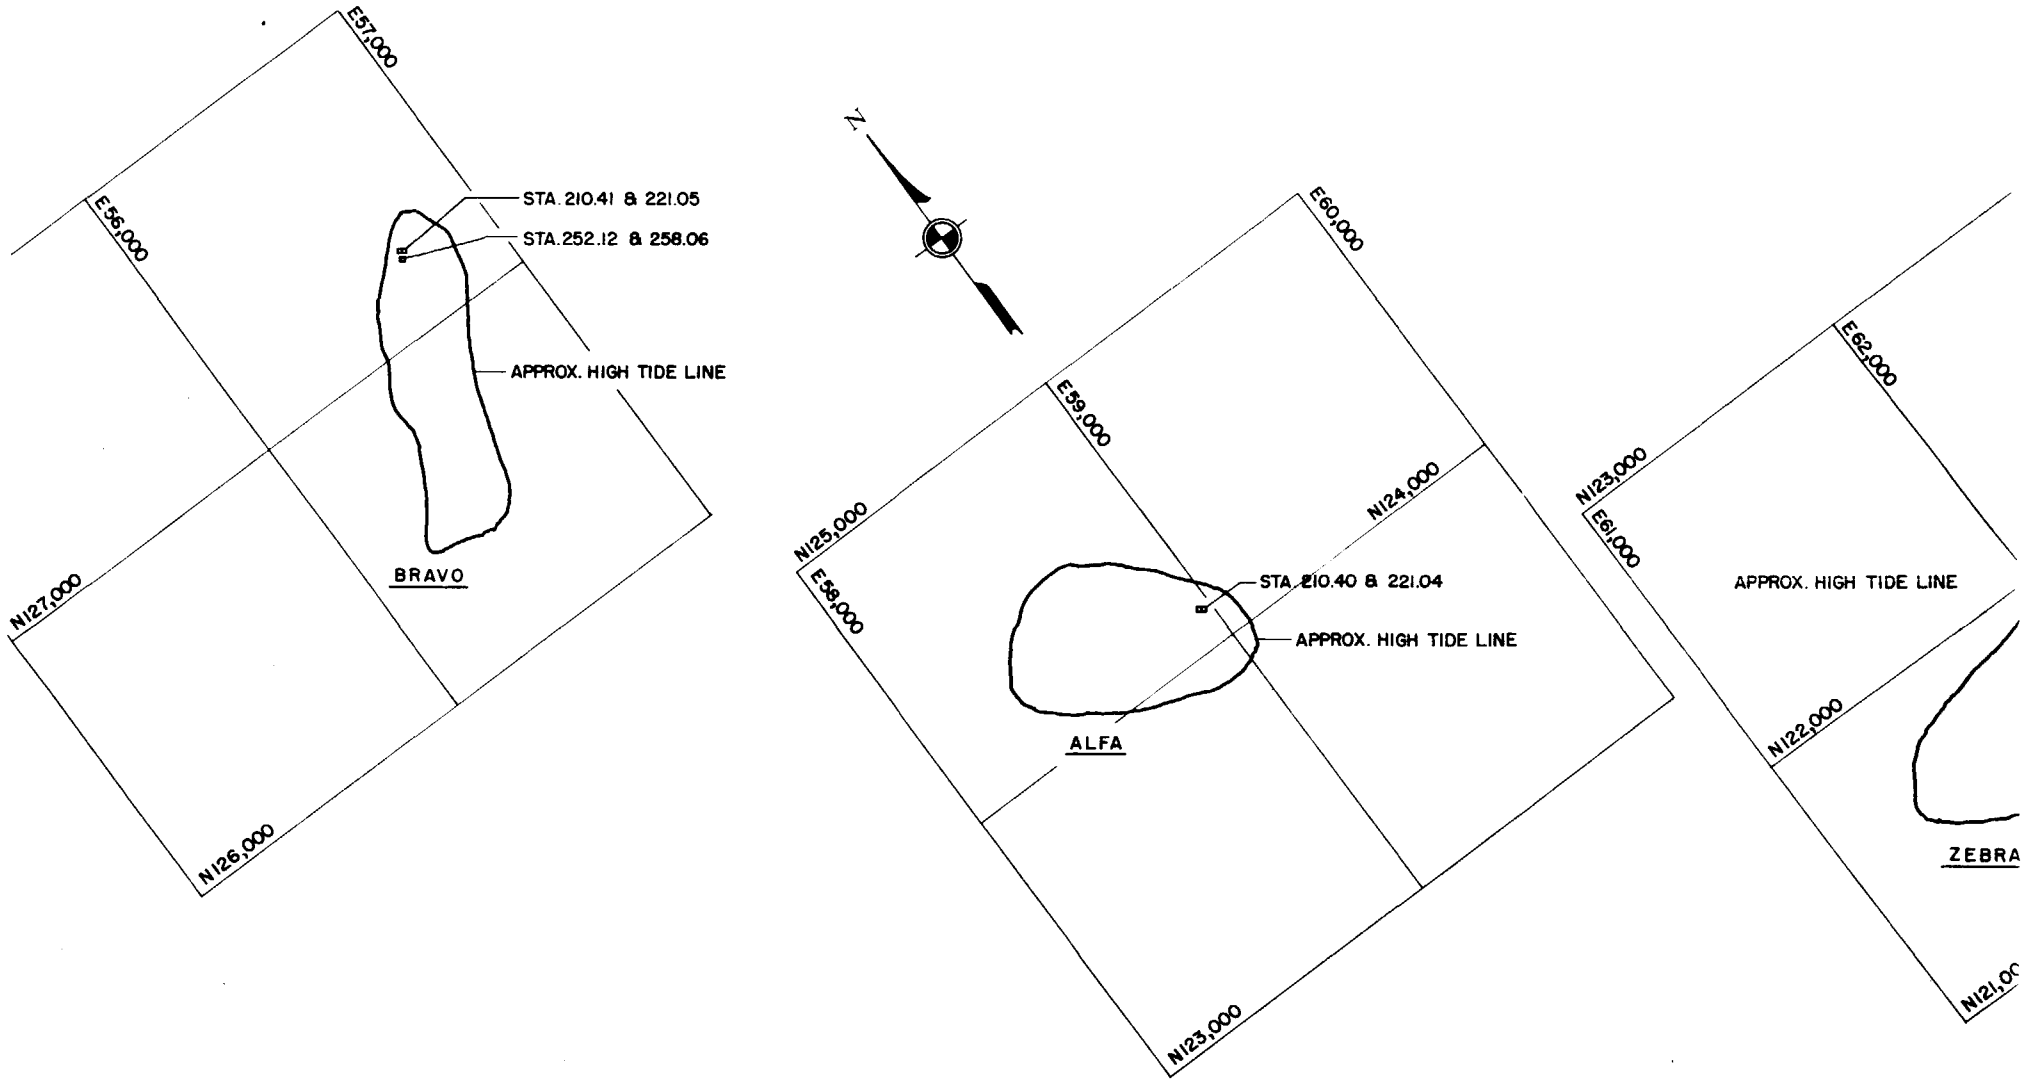 E57,000
E56,000
STA. 210.41 & 221.05
STA. 252.12 & 258.06
APPROX. HIGH TIDE LINE
BRAVO
N127,000
N126,000
N
E60,000
E59,000
N125,000
E58,000
N124,000
STA. 210.40 & 221.04
APPROX. HIGH TIDE LINE
ALFA
N123,000
E62,000
N123,000
E61,000
APPROX. HIGH TIDE LINE
N122,000
ZEBRA
N121,00